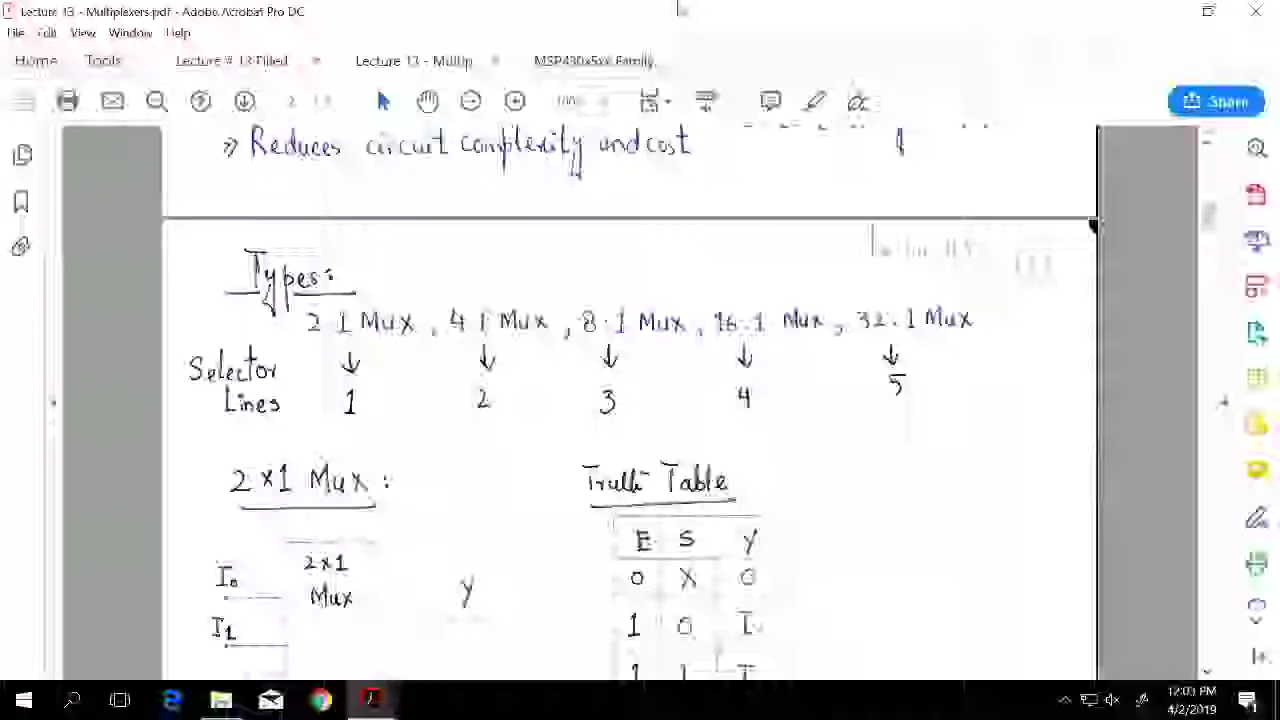 Lecture 13 - Multiplexers.pdf - Adobe Acrobat Pro DC
File Edit View Window Help
Home Tools Lecture # 13 Filled Lecture 13 - Multip... MSP430x5xx Family...
Share
» Reduces circuit complexity and cost
Types:
2:1 Mux, 4:1 Mux, 8:1 Mux, 16:1 Mux, 32:1 Mux
Selector
Lines 1 2 3 4 5
2x1 Mux: Truth Table
E S Y
I0 2x1 Mux Y 0 X 0
I1 1 0 I
1 1 I
12:03 PM
4/2/2019